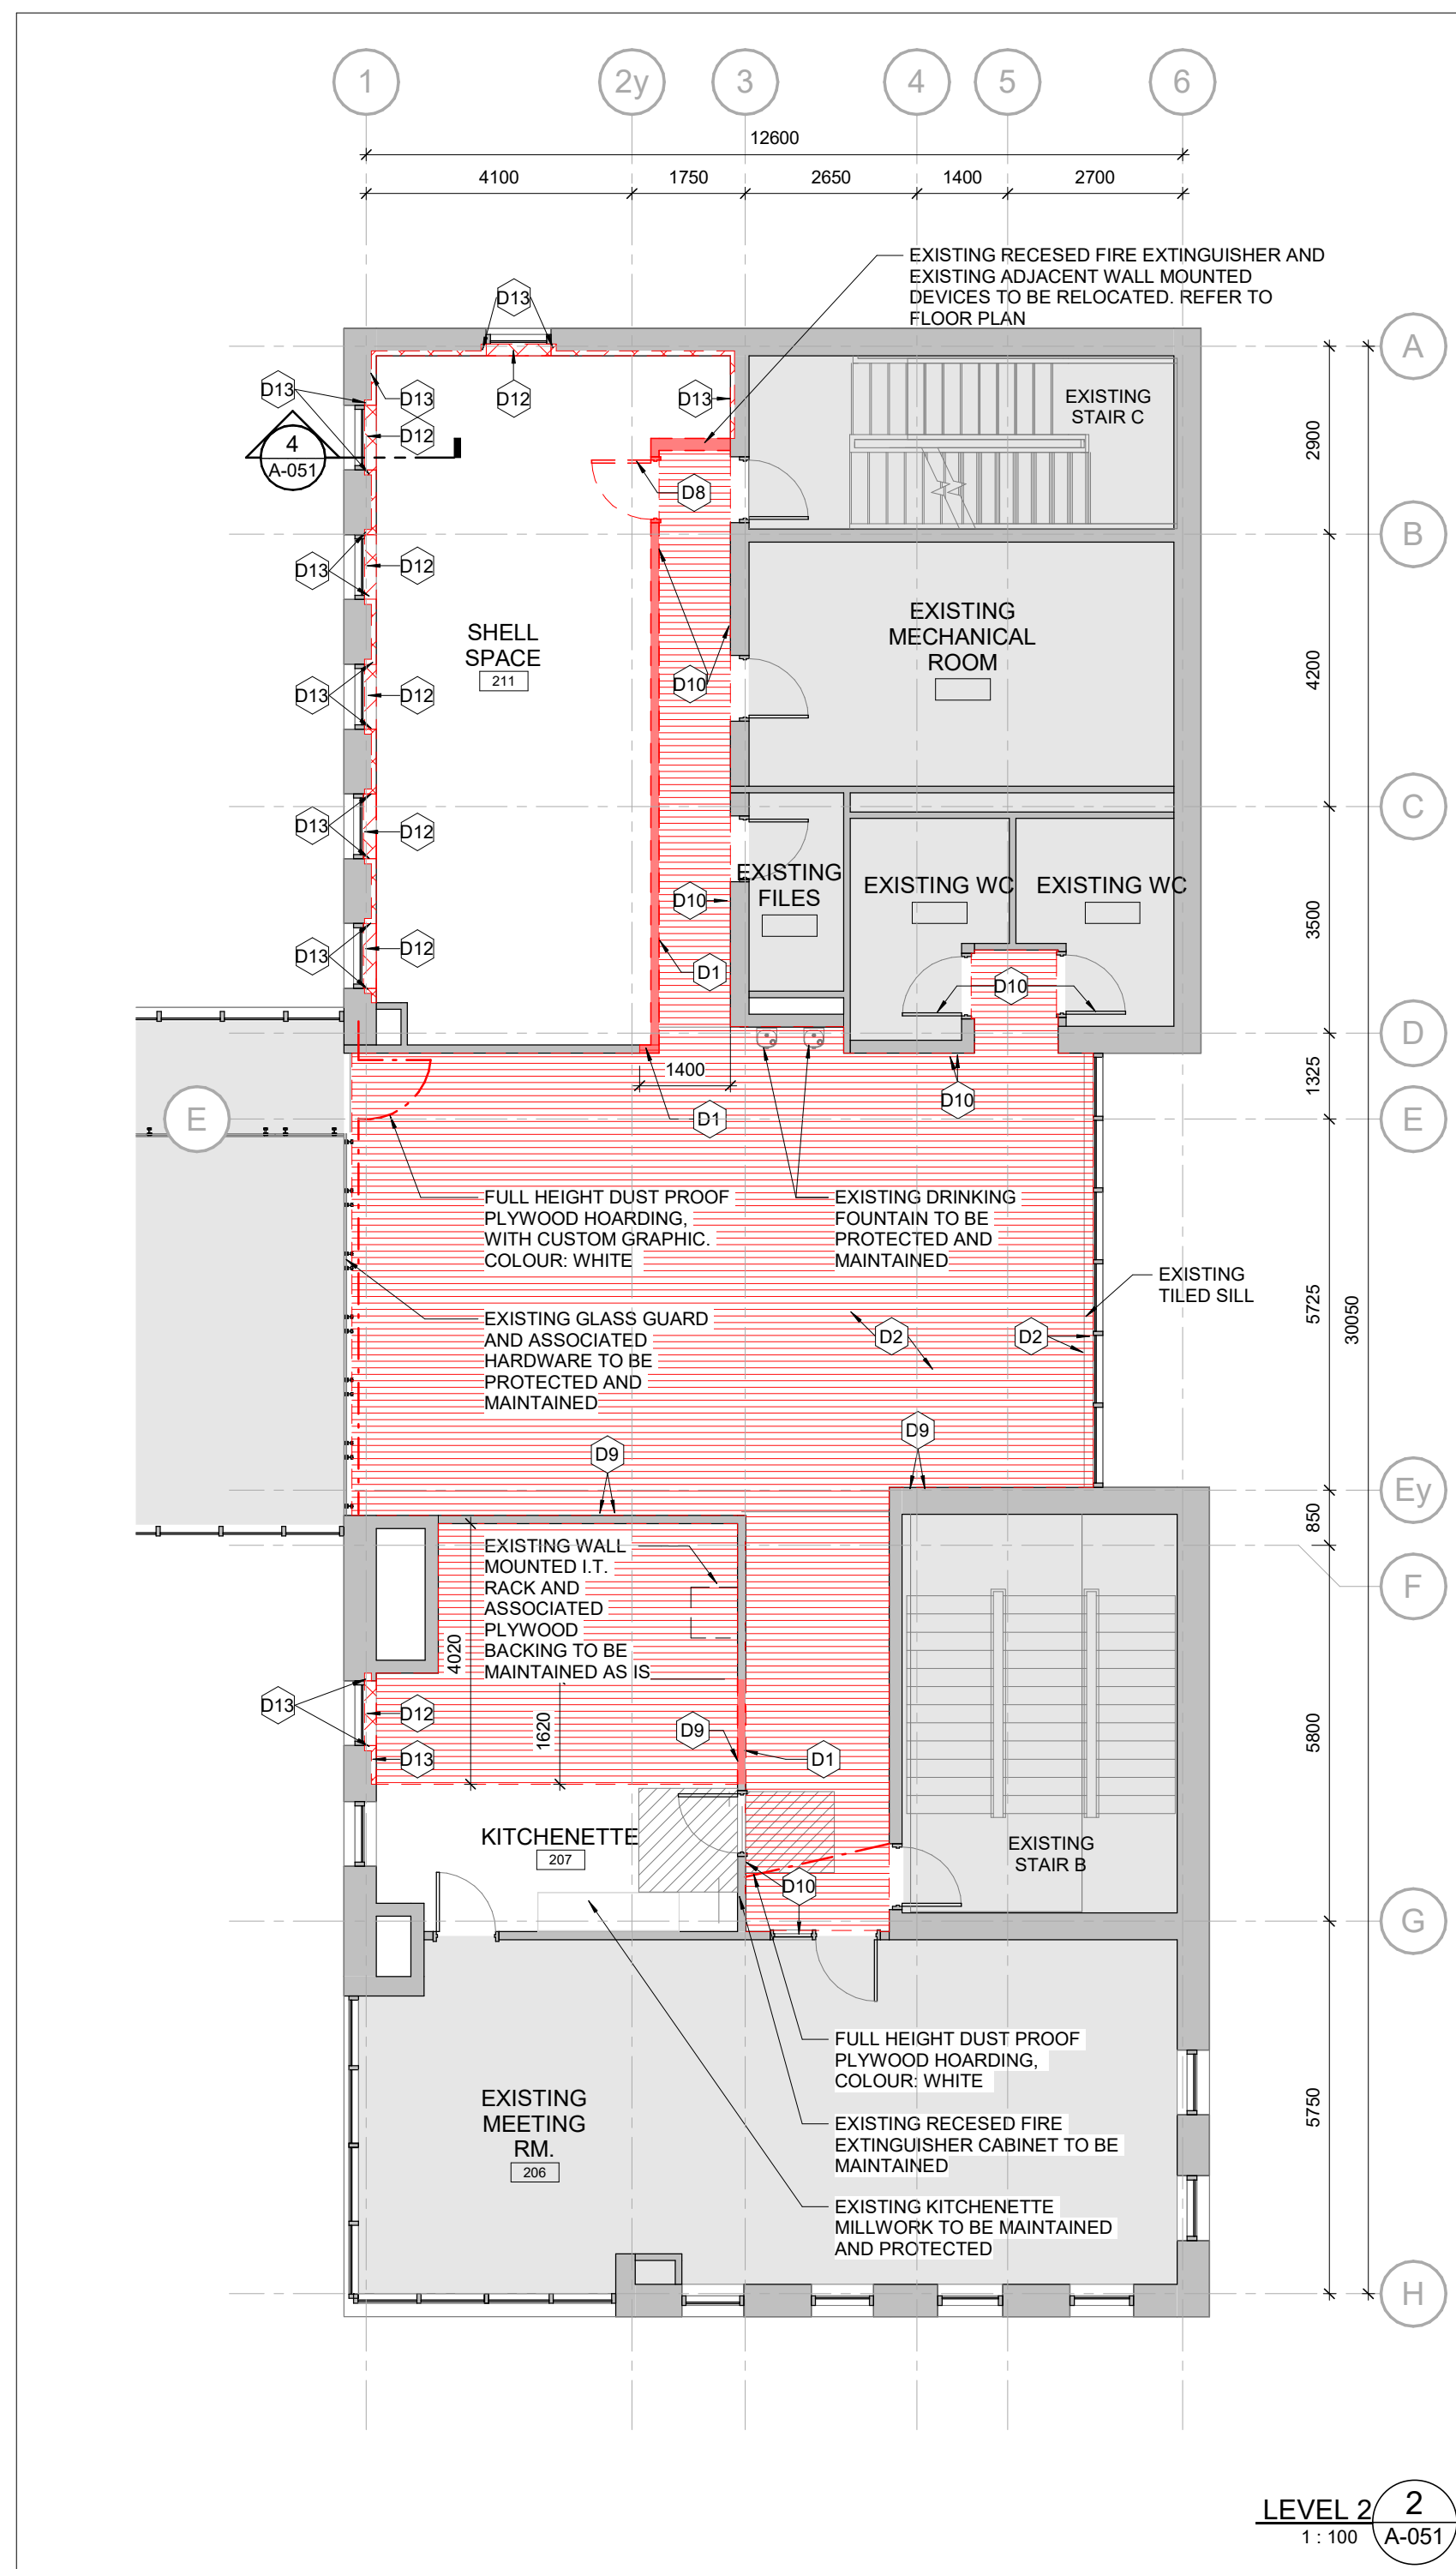 1
2y
3
4
5
6
12600
4100
1750
2650
1400
2700
EXISTING RECESED FIRE EXTINGUISHER AND
EXISTING ADJACENT WALL MOUNTED
DEVICES TO BE RELOCATED. REFER TO
FLOOR PLAN
D13
A
D13
D13
D12
D13
EXISTING
STAIR C
D12
4
A-051
2900
D8
B
D13
D12
SHELL
SPACE
211
EXISTING
MECHANICAL
ROOM
4200
D13
D12
D10
C
D13
D12
EXISTING
FILES
EXISTING WC
EXISTING WC
D10
3500
D13
D12
D1
D10
D
1400
1325
D10
E
D1
E
FULL HEIGHT DUST PROOF
PLYWOOD HOARDING,
WITH CUSTOM GRAPHIC.
COLOUR: WHITE
EXISTING DRINKING
FOUNTAIN TO BE
PROTECTED AND
MAINTAINED
EXISTING
TILED SILL
5725
30050
EXISTING GLASS GUARD
AND ASSOCIATED
HARDWARE TO BE
PROTECTED AND
MAINTAINED
D2
D2
D9
D9
Ey
850
EXISTING WALL
MOUNTED I.T.
RACK AND
ASSOCIATED
PLYWOOD
BACKING TO BE
MAINTAINED AS IS
F
4020
D13
D12
1620
D9
D1
D13
5800
KITCHENETTE
207
EXISTING
STAIR B
D10
G
FULL HEIGHT DUST PROOF
PLYWOOD HOARDING,
COLOUR: WHITE
EXISTING
MEETING
RM.
206
EXISTING RECESED FIRE
EXTINGUISHER CABINET TO BE
MAINTAINED
5750
EXISTING KITCHENETTE
MILLWORK TO BE MAINTAINED
AND PROTECTED
H
LEVEL 2
1 : 100
2
A-051